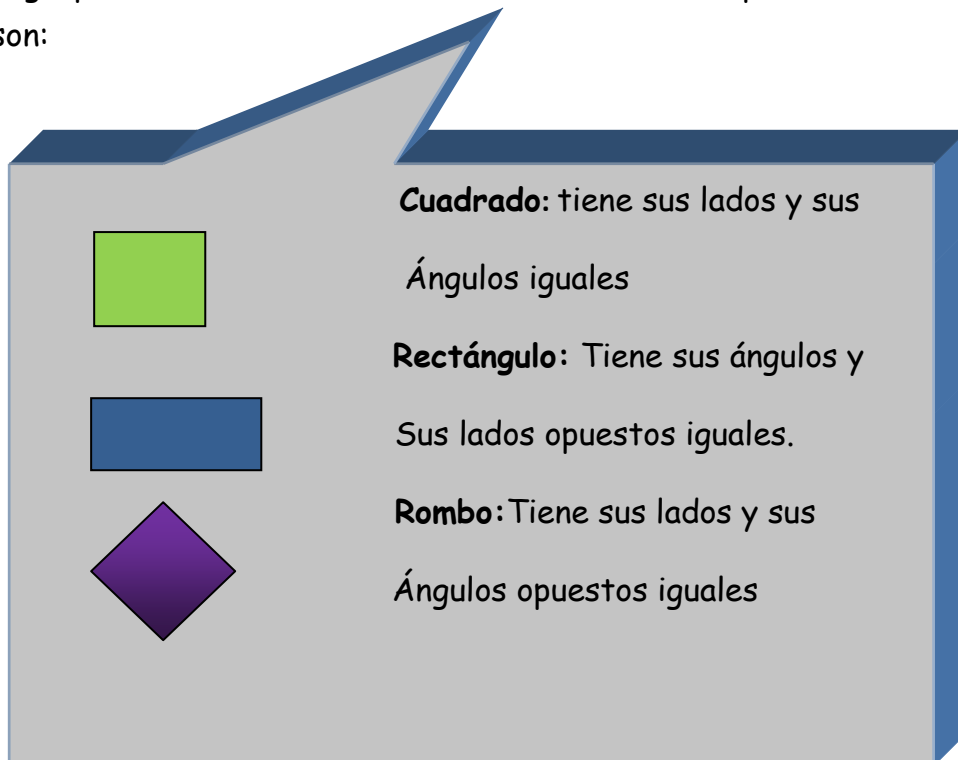 son:
Cuadrado: tiene sus lados y sus
Ángulos iguales
Rectángulo: Tiene sus ángulos y
Sus lados opuestos iguales.
Rombo:Tiene sus lados y sus
Ángulos opuestos iguales